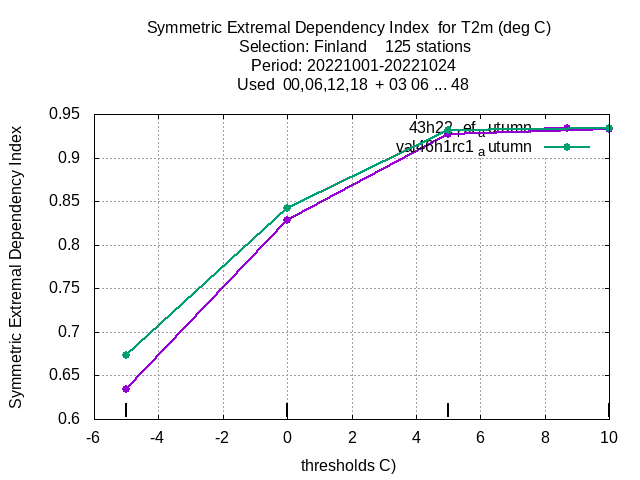 Symmetric Extremal Dependency Index for T2m (deg C)
Selection: Finland 125 stations
Period: 20221001-20221024
Used 00,06,12,18 + 03 06 ... 48
Symmetric Extremal Dependency Index
0.95
0.9
0.85
0.8
0.75
0.7
0.65
0.6
autumn
autumn
-6
-4
-2
0
2
4
6
8
10
thresholds C)